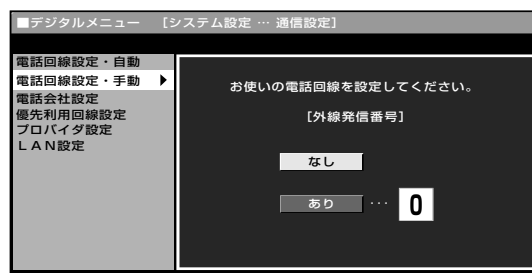 ■デジタルメニュー [システム設定 … 通信設定]
電話回線設定・自動
電話回線設定・手動 ▶
電話会社設定
優先利用回線設定
プロバイダ設定
LAN設定
お使いの電話回線を設定してください。
[外線発信番号]
なし
あり … 0